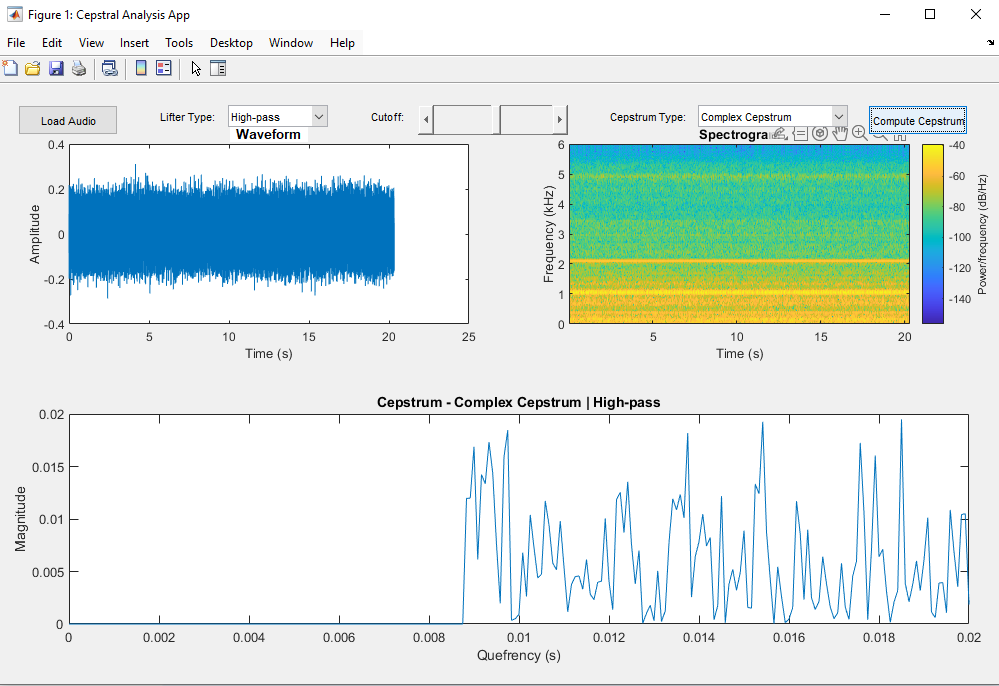 Figure 1: Cepstral Analysis App
File Edit View Insert Tools Desktop Window Help
Load Audio
Lifter Type: High-pass
Cutoff:
Cepstrum Type: Complex Cepstrum
Compute Cepstrum
Waveform
0.4
0.2
0
-0.2
-0.4
Amplitude
0 5 10 15 20 25
Time (s)
Spectrogra
6
5
4
3
2
1
0
Frequency (kHz)
5 10 15 20
Time (s)
-40
-60
-80
-100
-120
-140
Power/frequency (dB/Hz)
Cepstrum - Complex Cepstrum | High-pass
0.02
0.015
0.01
0.005
0
Magnitude
0 0.002 0.004 0.006 0.008 0.01 0.012 0.014 0.016 0.018 0.02
Quefrency (s)